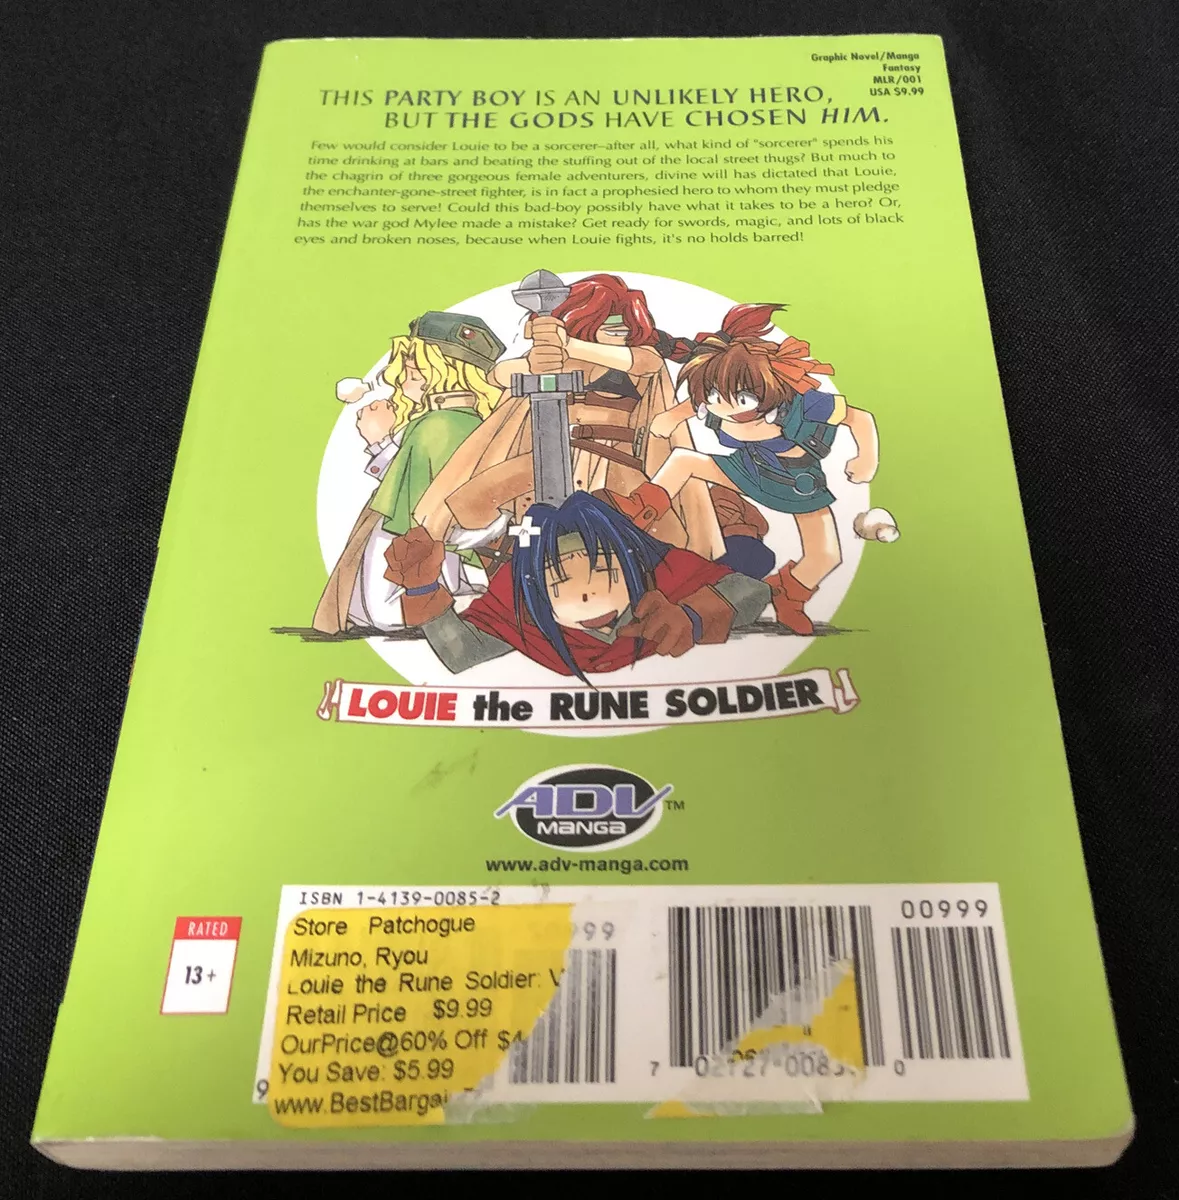 Graphic Novel/Manga
Fantasy
MLR/001
USA $9.99
THIS PARTY BOY IS AN UNLIKELY HERO,
BUT THE GODS HAVE CHOSEN HIM.
Few would consider Louie to be a sorcerer–after all, what kind of "sorcerer" spends his
time drinking at bars and beating the stuffing out of the local street thugs? But much to
the chagrin of three gorgeous female adventurers, divine will has dictated that Louie,
the enchanter-gone-street fighter, is in fact a prophesied hero to whom they must pledge
themselves to serve! Could this bad-boy possibly have what it takes to be a hero? Or,
has the war god Mylee made a mistake? Get ready for swords, magic, and lots of black
eyes and broken noses, because when Louie fights, it's no holds barred!
LOUIE the RUNE SOLDIER
ADV TM
MANGA
www.adv-manga.com
ISBN 1-4139-0085-2
RATED
13+
Store Patchogue
Mizuno, Ryou
Louie the Rune Soldier: V
Retail Price $9.99
OurPrice@60% Off $4
You Save: $5.99
www.BestBargai
99
00999
9
7
0